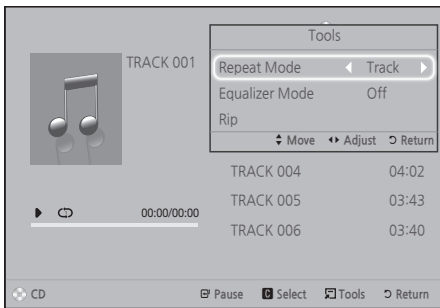 Tools
TRACK 001
Repeat Mode Track
Equalizer Mode Off
Rip
Move Adjust Return
TRACK 004 04:02
TRACK 005 03:43
00:00/00:00
TRACK 006 03:40
CD Pause C Select Tools Return